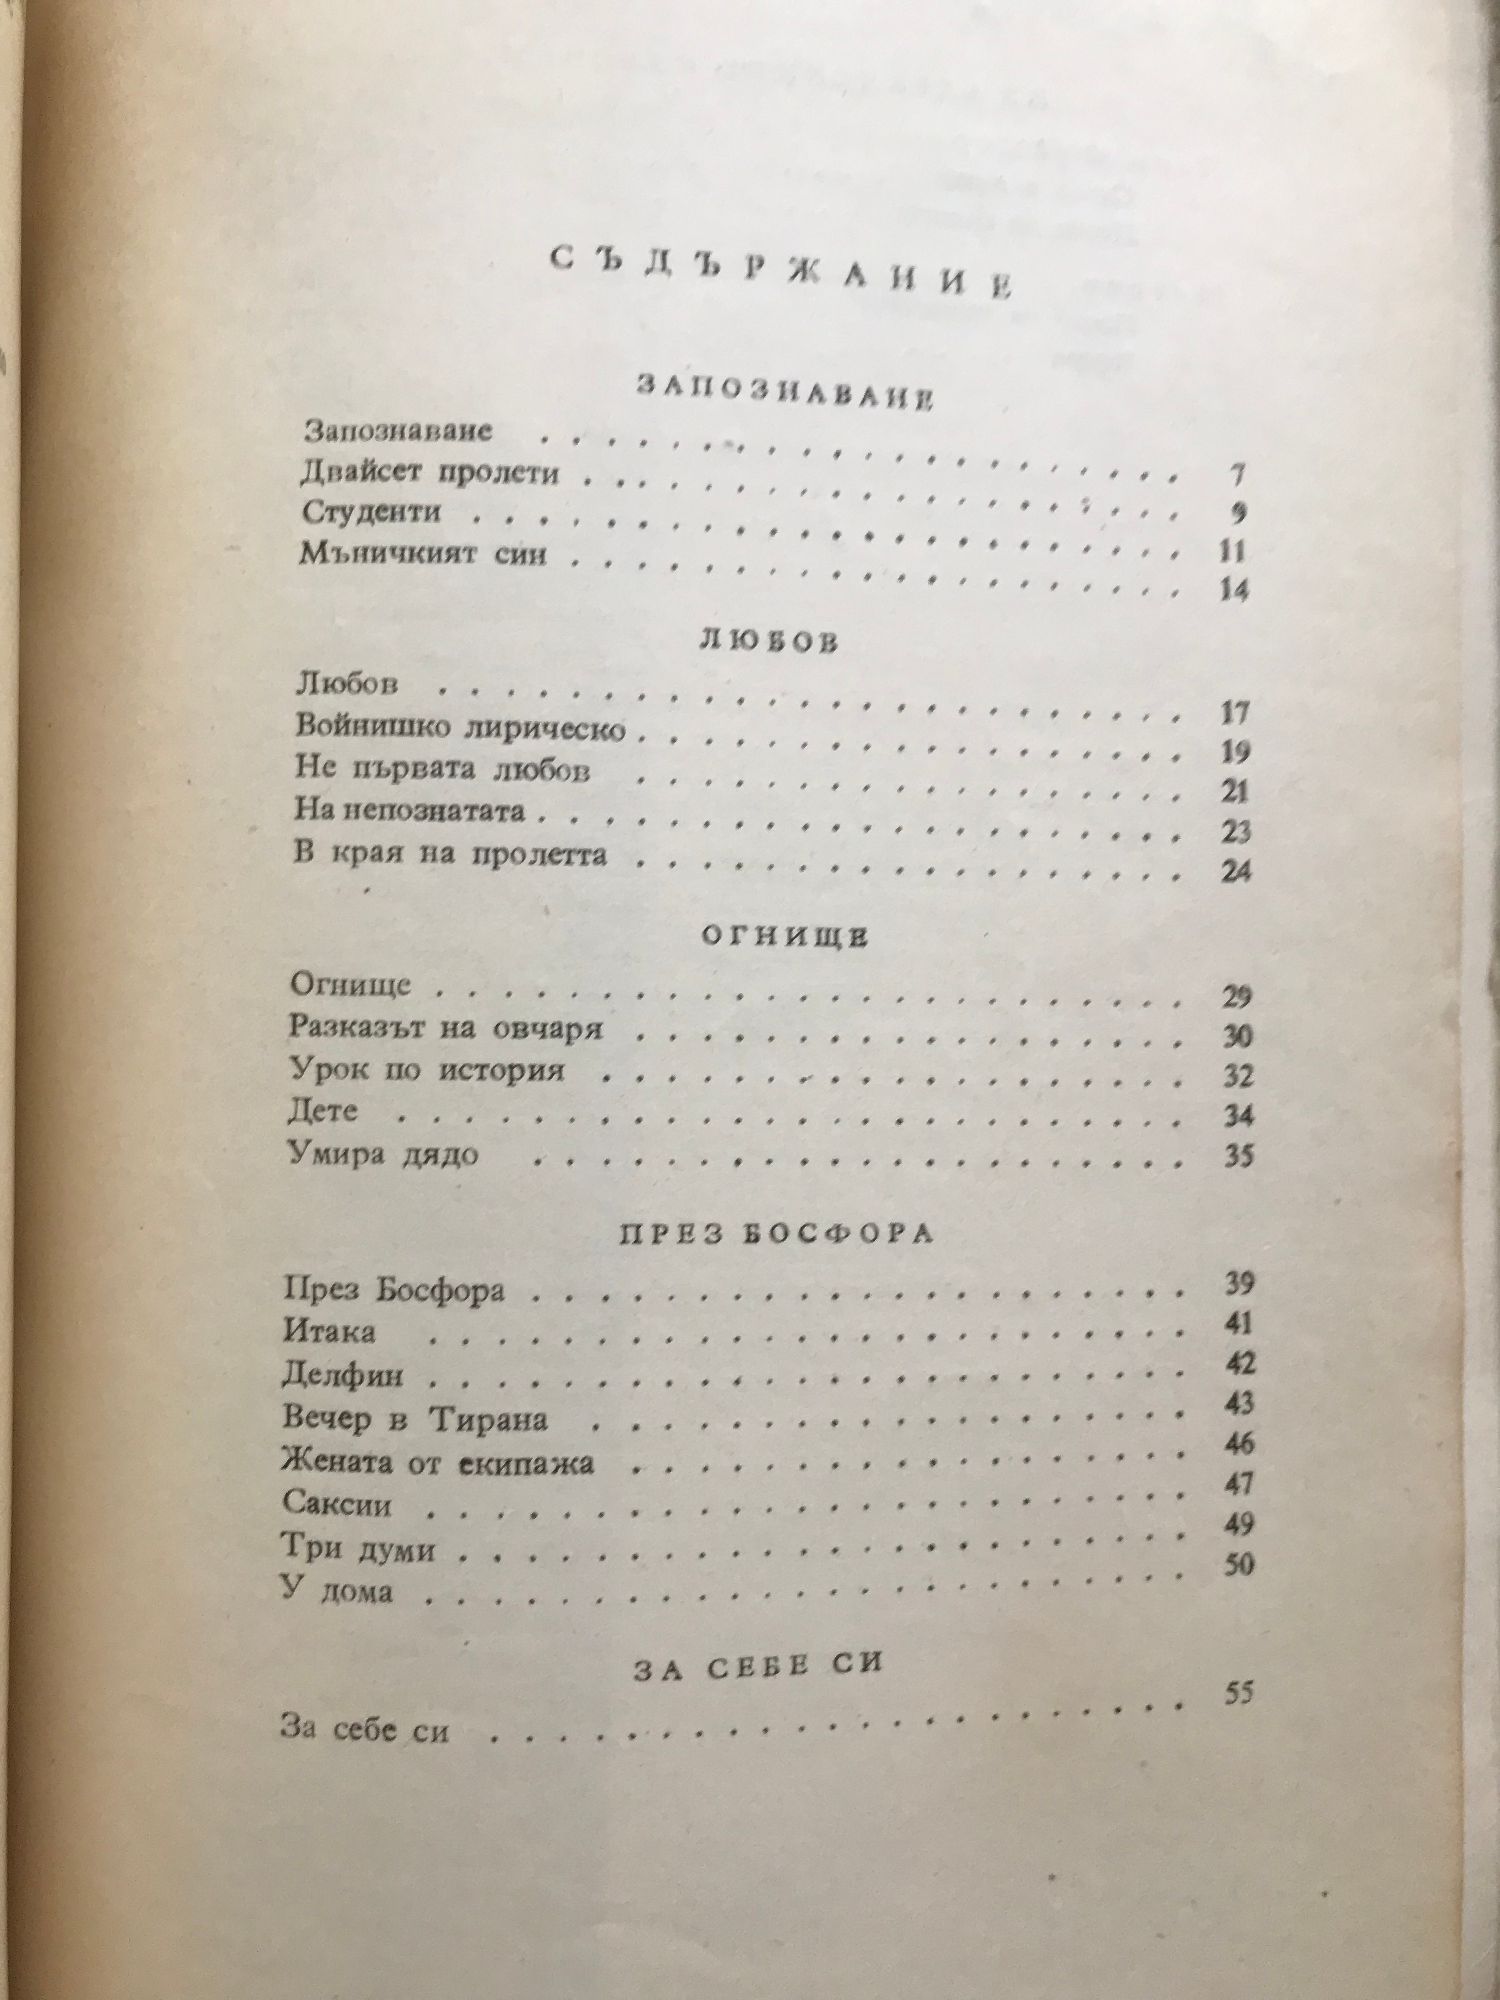 СЪДЪРЖАНИЕ
ЗАПОЗНАВАНЕ
Запознаване . . . . . . . . . . . . . . . . . . . . 7
Двайсет пролети . . . . . . . . . . . . . . . . . . . 9
Студенти . . . . . . . . . . . . . . . . . . . . . . 11
Мъничкият син . . . . . . . . . . . . . . . . . . . 14
ЛЮБОВ
Любов . . . . . . . . . . . . . . . . . . . . . . . 17
Войнишко лирическо . . . . . . . . . . . . . . . . . 19
Не първата любов . . . . . . . . . . . . . . . . . 21
На непознатата . . . . . . . . . . . . . . . . . . . . 23
В края на пролетта . . . . . . . . . . . . . . . . . 24
ОГНИЩЕ
Огнище . . . . . . . . . . . . . . . . . . . . . . . 29
Разказът на овчаря . . . . . . . . . . . . . . . . . 30
Урок по история . . . . . . . . . . . . . . . . . . 32
Дете . . . . . . . . . . . . . . . . . . . . . . . . 34
Умира дядо . . . . . . . . . . . . . . . . . . . . 35
ПРЕЗ БОСФОРА
През Босфора . . . . . . . . . . . . . . . . . . . . 39
Итака . . . . . . . . . . . . . . . . . . . . . . . 41
Делфин . . . . . . . . . . . . . . . . . . . . . . . 42
Вечер в Тирана . . . . . . . . . . . . . . . . . . 43
Жената от екипажа . . . . . . . . . . . . . . . . . 46
Саксии . . . . . . . . . . . . . . . . . . . . . . . 47
Три думи . . . . . . . . . . . . . . . . . . . . . . 49
У дома . . . . . . . . . . . . . . . . . . . . . . . 50
ЗА СЕБЕ СИ
За себе си . . . . . . . . . . . . . . . . . . . . . 55